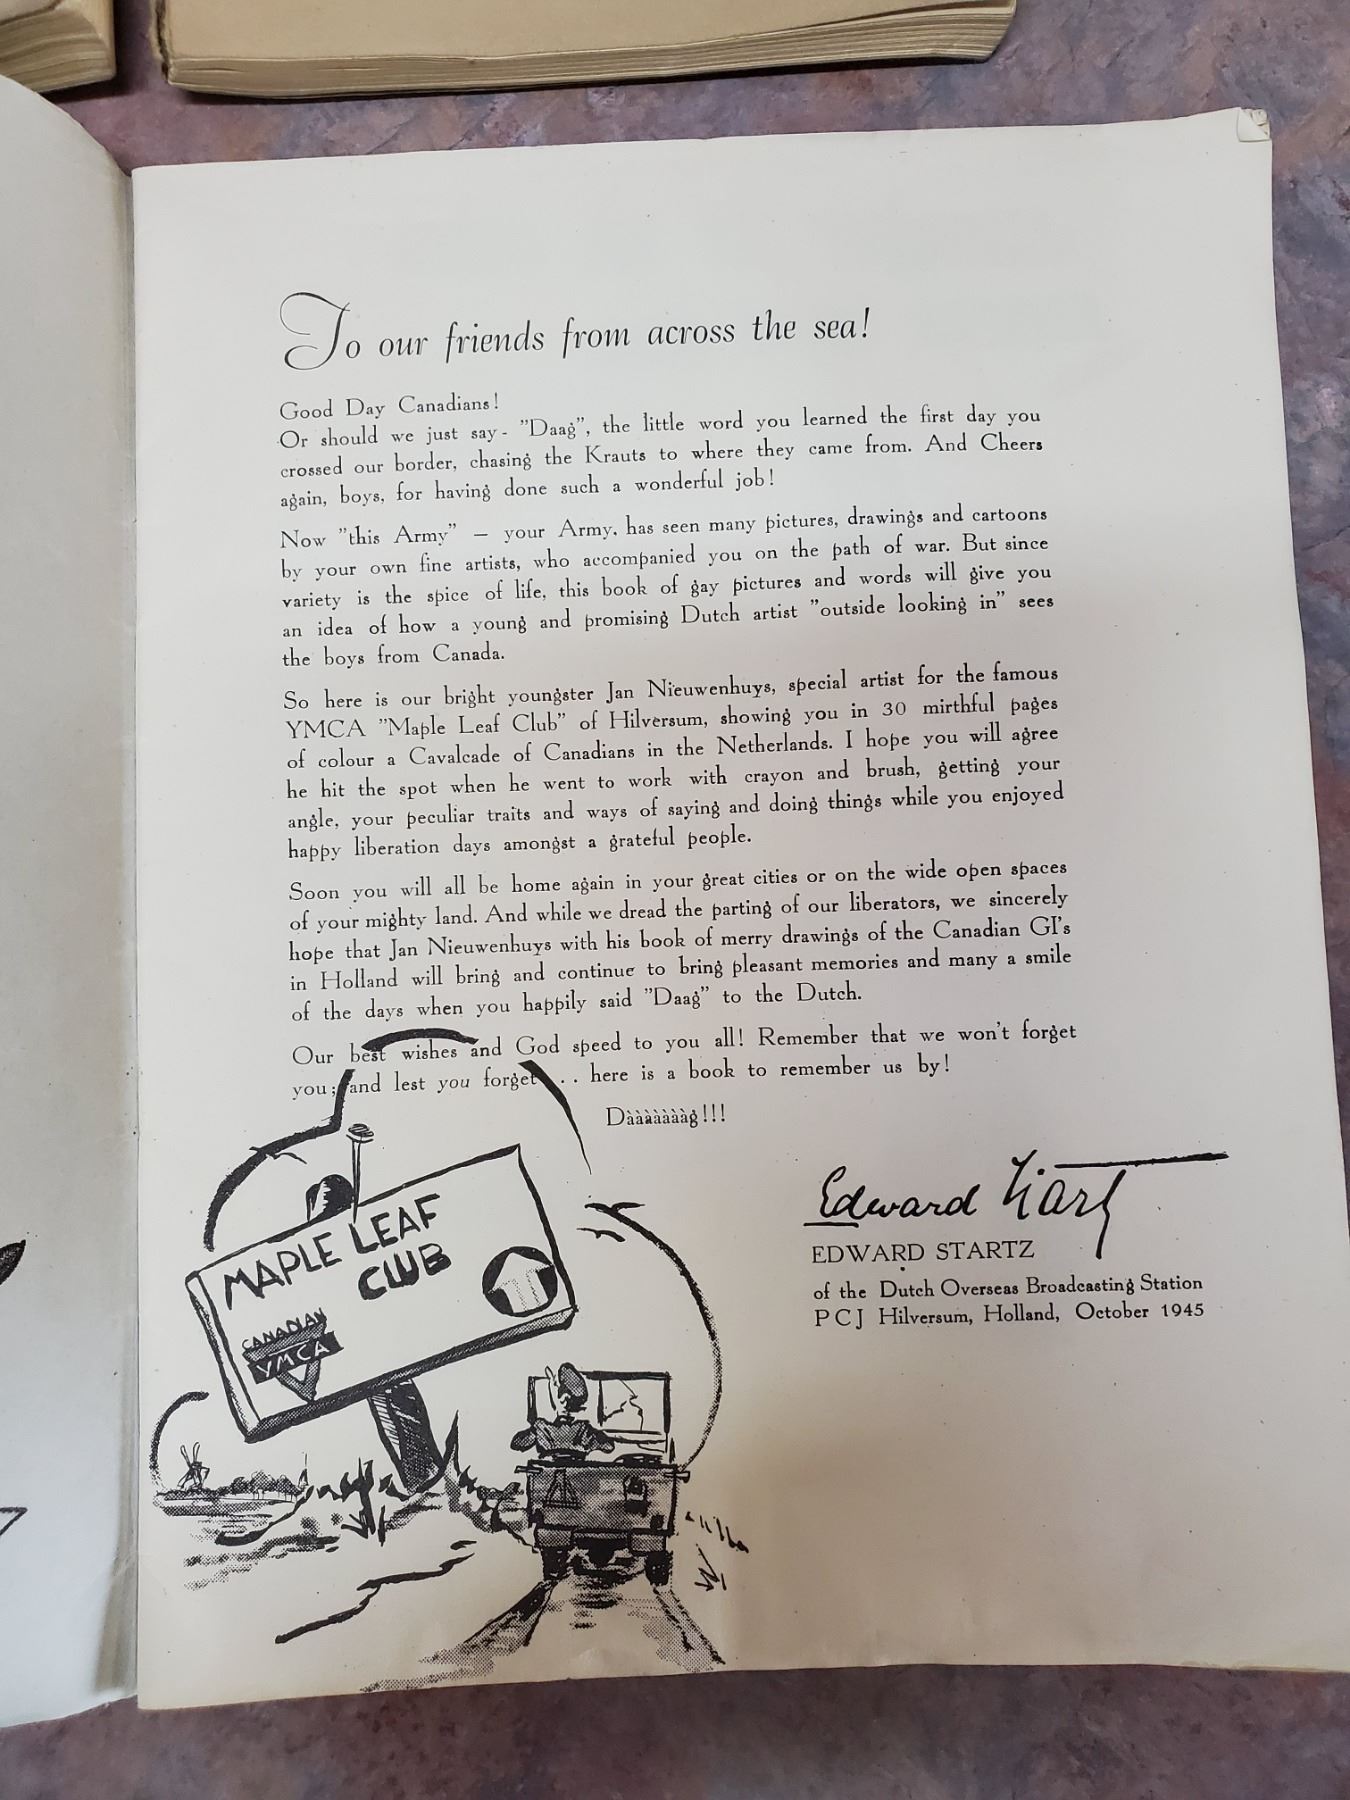 To our friends from across the sea!
Good Day Canadians!
Or should we just say- "Daag", the little word you learned the first day you
crossed our border, chasing the Krauts to where they came from. And Cheers
again, boys, for having done such a wonderful job!
Now "this Army" — your Army, has seen many pictures, drawings and cartoons
by your own fine artists, who accompanied you on the path of war. But since
variety is the spice of life, this book of gay pictures and words will give you
an idea of how a young and promising Dutch artist "outside looking in" sees
the boys from Canada.
So here is our bright youngster Jan Nieuwenhuys, special artist for the famous
YMCA "Maple Leaf Club" of Hilversum, showing you in 30 mirthful pages
of colour a Cavalcade of Canadians in the Netherlands. I hope you will agree
he hit the spot when he went to work with crayon and brush, getting your
angle, your peculiar traits and ways of saying and doing things while you enjoyed
happy liberation days amongst a grateful people.
Soon you will all be home again in your great cities or on the wide open spaces
of your mighty land. And while we dread the parting of our liberators, we sincerely
hope that Jan Nieuwenhuys with his book of merry drawings of the Canadian GI's
in Holland will bring and continue to bring pleasant memories and many a smile
of the days when you happily said "Daag" to the Dutch.
Our best wishes and God speed to you all! Remember that we won't forget
you; and lest you forget . . . here is a book to remember us by!
Dàààààààg!!!
MAPLE LEAF
CLUB
CANADIAN
YMCA
Edward Startz
EDWARD STARTZ
of the Dutch Overseas Broadcasting Station
PCJ Hilversum, Holland, October 1945